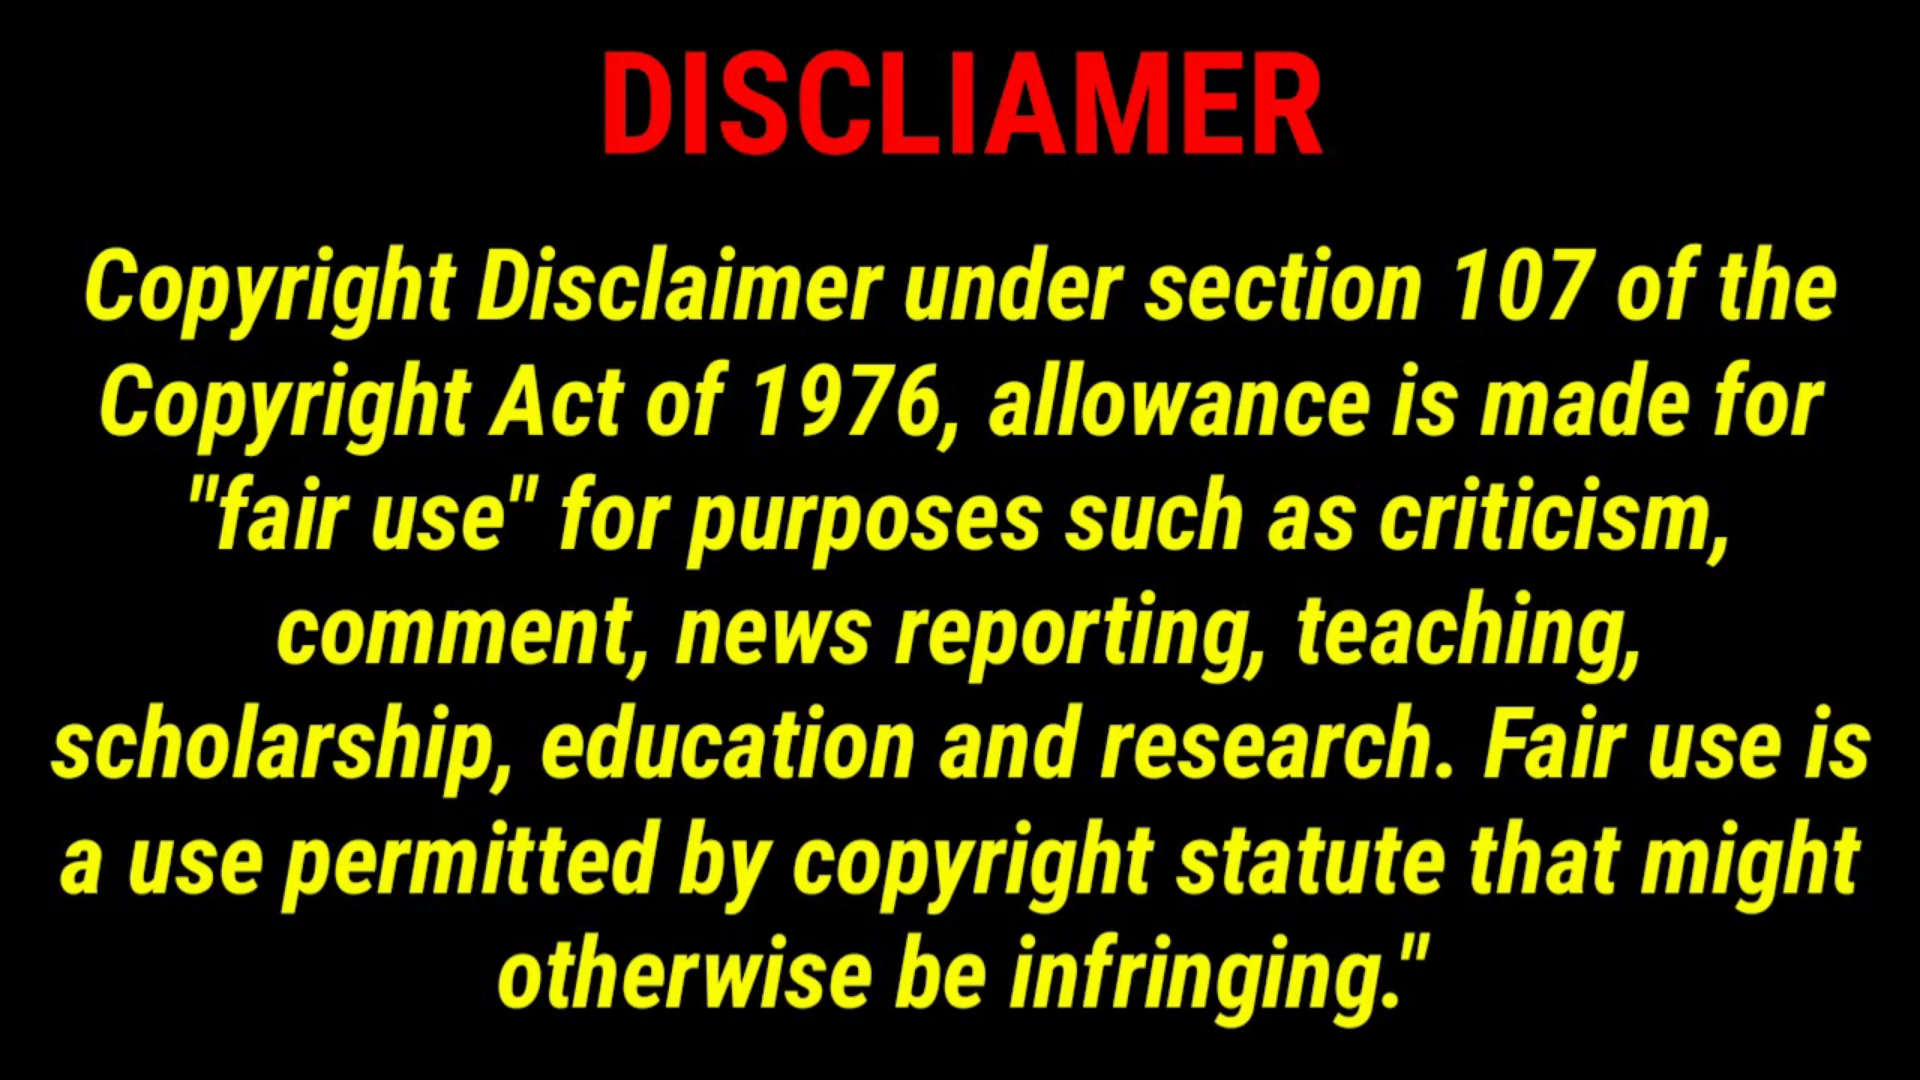 DISCLIAMER
Copyright Disclaimer under section 107 of the
Copyright Act of 1976, allowance is made for
"fair use" for purposes such as criticism,
comment, news reporting, teaching,
scholarship, education and research. Fair use is
a use permitted by copyright statute that might
otherwise be infringing."